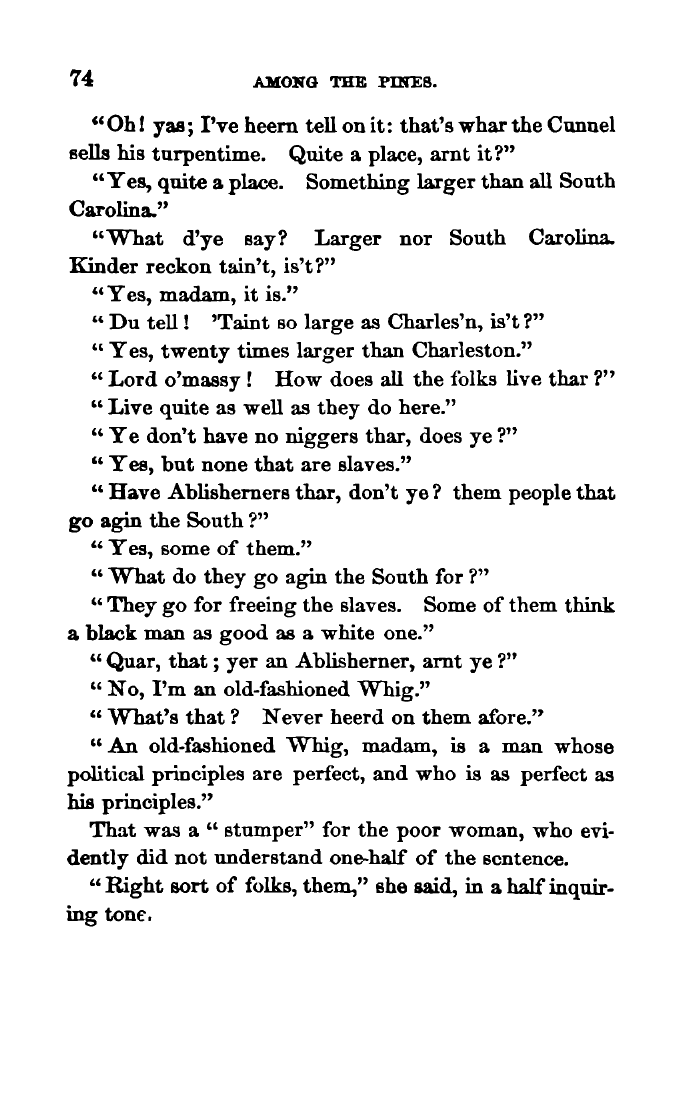 74 AMONG THE PINES.
“Oh! yas; I’ve heern tell on it: that’s whar the Cunnel
sells his turpentime. Quite a place, arnt it?”
“Yes, quite a place. Something larger than all South
Carolina.”
“What d’ye say? Larger nor South Carolina.
Kinder reckon tain’t, is’t?”
“Yes, madam, it is.”
“Du tell! ’Taint so large as Charles’n, is’t?”
“Yes, twenty times larger than Charleston.”
“Lord o’massy! How does all the folks live thar?”
“Live quite as well as they do here.”
“Ye don’t have no niggers thar, does ye?”
“Yes, but none that are slaves.”
“Have Ablisherners thar, don’t ye? them people that
go agin the South?”
“Yes, some of them.”
“What do they go agin the South for?”
“They go for freeing the slaves. Some of them think
a black man as good as a white one.”
“Quar, that; yer an Ablisherner, arnt ye?”
“No, I’m an old-fashioned Whig.”
“What’s that? Never heerd on them afore.”
“An old-fashioned Whig, madam, is a man whose
political principles are perfect, and who is as perfect as
his principles.”
That was a “stumper” for the poor woman, who evi-
dently did not understand one-half of the sentence.
“Right sort of folks, them,” she said, in a half inquir-
ing tone.